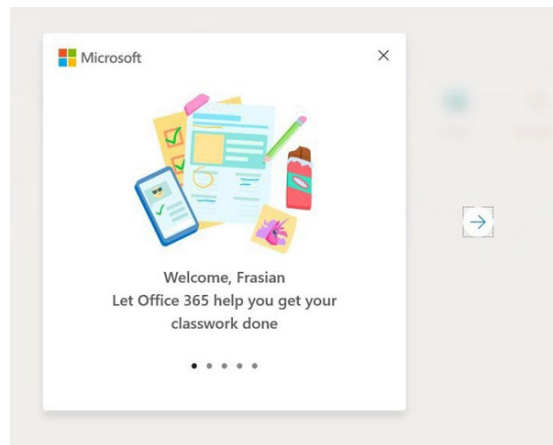 Microsoft
Welcome, Frasian
Let Office 365 help you get your
classwork done